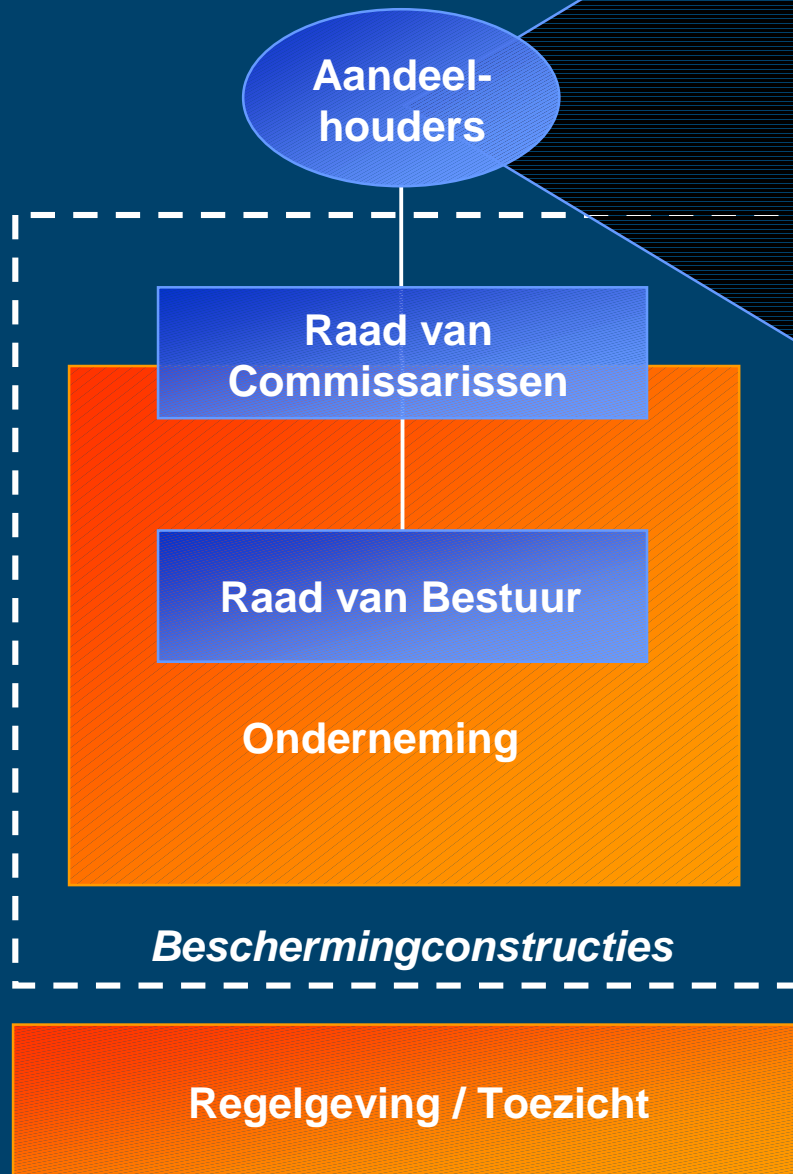 Aandeel-
houders
Raad van
Commissarissen
Raad van Bestuur
Onderneming
Beschermingconstructies
Regelgeving / Toezicht